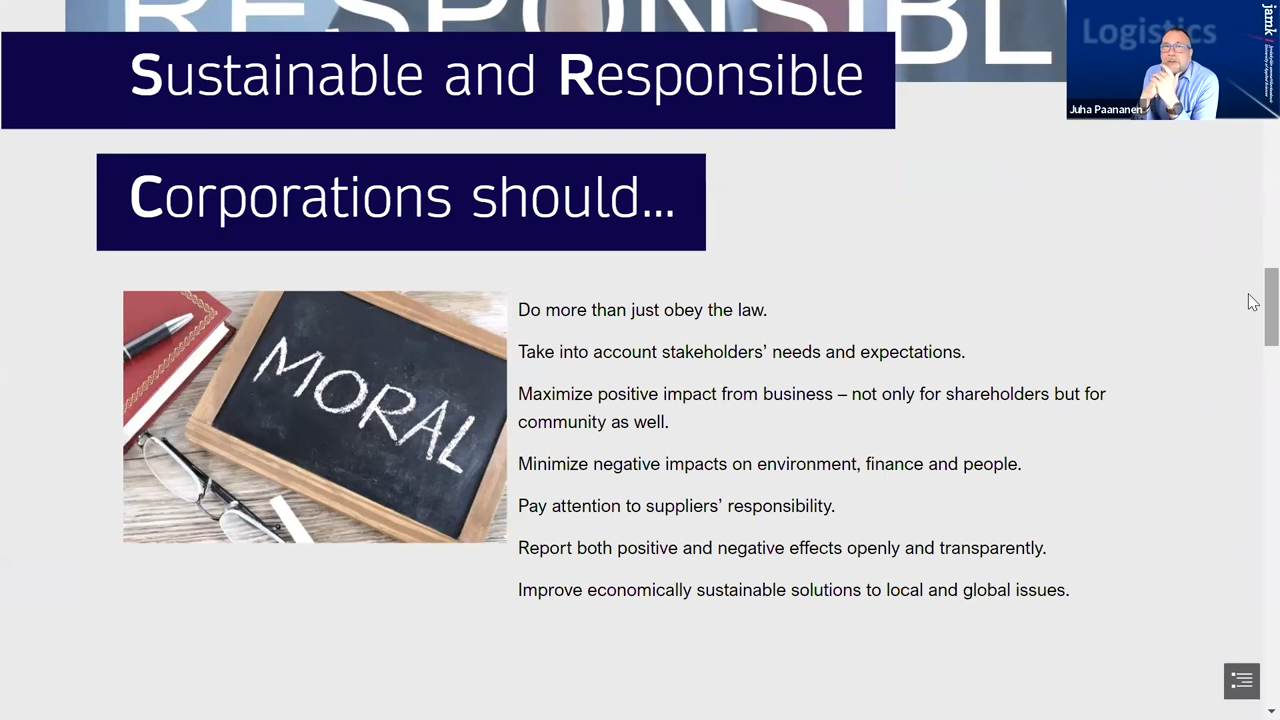 RESPONSIBL
Sustainable and Responsible
Logistics
jamk
Juha Paananen
Corporations should...
MORAL
Do more than just obey the law.
Take into account stakeholders’ needs and expectations.
Maximize positive impact from business – not only for shareholders but for
community as well.
Minimize negative impacts on environment, finance and people.
Pay attention to suppliers’ responsibility.
Report both positive and negative effects openly and transparently.
Improve economically sustainable solutions to local and global issues.